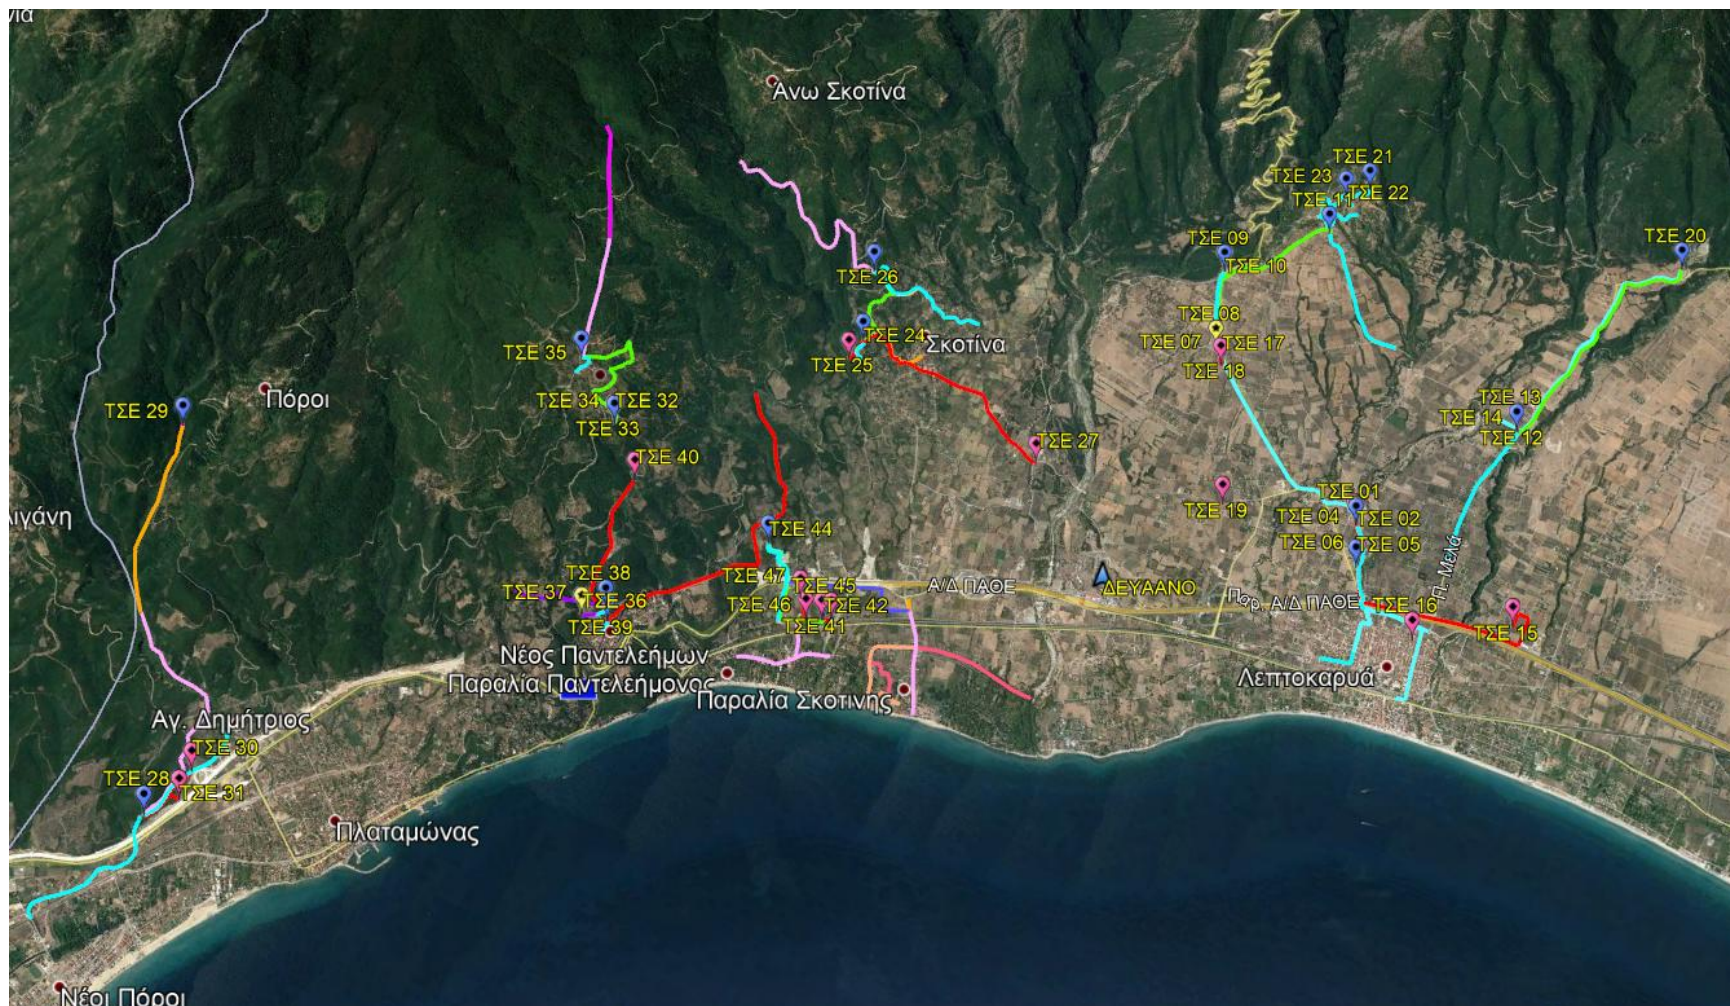 Άνω Σκοτίνα
ΤΣΕ 21
ΤΣΕ 23
ΤΣΕ 22
ΤΣΕ 11
ΤΣΕ 09
ΤΣΕ 20
ΤΣΕ 10
ΤΣΕ 26
ΤΣΕ 08
ΤΣΕ 24
ΤΣΕ 07
ΤΣΕ 17
Σκοτίνα
ΤΣΕ 35
ΤΣΕ 25
ΤΣΕ 18
Πόροι
ΤΣΕ 29
ΤΣΕ 34
ΤΣΕ 32
ΤΣΕ 13
ΤΣΕ 14
ΤΣΕ 33
ΤΣΕ 12
ΤΣΕ 27
ΤΣΕ 40
ΤΣΕ 01
ΤΣΕ 19
ΤΣΕ 04
ΤΣΕ 02
ΤΣΕ 44
ΤΣΕ 06
ΤΣΕ 05
Π. Μελά
ΤΣΕ 47
ΤΣΕ 38
ΤΣΕ 45
Α/Δ ΠΑΘΕ
ΔΕΥΑΑΝΟ
ΤΣΕ 37
ΤΣΕ 36
ΤΣΕ 46
ΤΣΕ 42
Παρ. Α/Δ ΠΑΘΕ
ΤΣΕ 16
ΤΣΕ 39
ΤΣΕ 41
ΤΣΕ 15
Νέος Παντελεήμων
Παραλία Παντελεήμονος
Παραλία Σκοτινης
Λεπτοκαρυά
Αγ. Δημήτριος
ΤΣΕ 30
ΤΣΕ 28
ΤΣΕ 31
Πλαταμώνας
Νέοι Πόροι